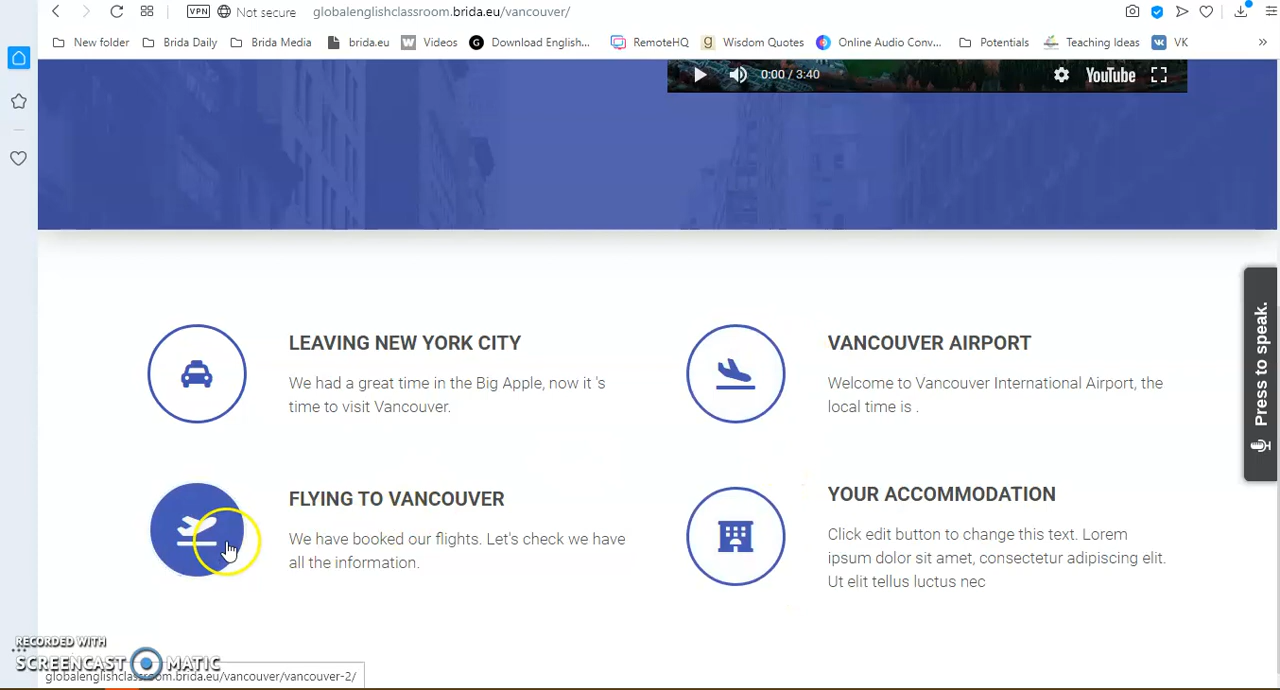 VPN Not secure globalenglishclassroom.brida.eu/vancouver/
New folder Brida Daily Brida Media brida.eu Videos Download English... RemoteHQ Wisdom Quotes Online Audio Conv... Potentials Teaching Ideas VK
0:00 / 3:40 YouTube
LEAVING NEW YORK CITY
We had a great time in the Big Apple, now it 's
time to visit Vancouver.
VANCOUVER AIRPORT
Welcome to Vancouver International Airport, the
local time is .
FLYING TO VANCOUVER
We have booked our flights. Let's check we have
all the information.
YOUR ACCOMMODATION
Click edit button to change this text. Lorem
ipsum dolor sit amet, consectetur adipiscing elit.
Ut elit tellus luctus nec
Press to speak.
RECORDED WITH
SCREENCAST MATIC
globalenglishclassroom.brida.eu/vancouver/vancouver-2/